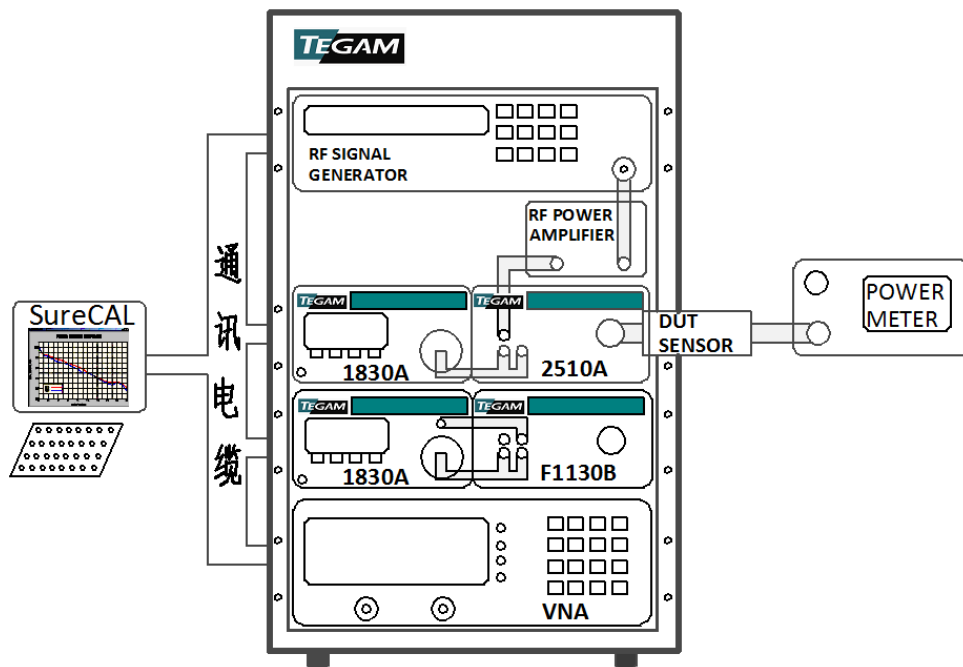 TEGAM
RF SIGNAL
GENERATOR
RF POWER
AMPLIFIER
通讯电缆
TEGAM
TEGAM
1830A
2510A
DUT
SENSOR
POWER
METER
SureCAL
TEGAM
TEGAM
1830A
F1130B
VNA